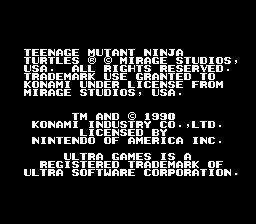 TEENAGE MUTANT NINJA
TURTLES ® © MIRAGE STUDIOS,
USA. ALL RIGHTS RESERVED.
TRADEMARK USE GRANTED TO
KONAMI UNDER LICENSE FROM
MIRAGE STUDIOS, USA.
TM AND © 1990
KONAMI INDUSTRY CO.,LTD.
LICENSED BY
NINTENDO OF AMERICA INC.
ULTRA GAMES IS A
REGISTERED TRADEMARK OF
ULTRA SOFTWARE CORPORATION.